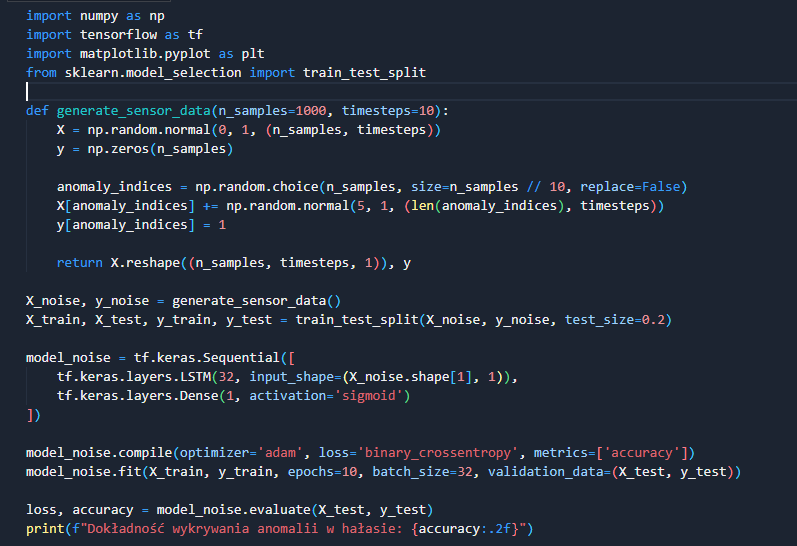 import numpy as np
import tensorflow as tf
import matplotlib.pyplot as plt
from sklearn.model_selection import train_test_split
def generate_sensor_data(n_samples=1000, timesteps=10):
    X = np.random.normal(0, 1, (n_samples, timesteps))
    y = np.zeros(n_samples)
    anomaly_indices = np.random.choice(n_samples, size=n_samples // 10, replace=False)
    X[anomaly_indices] += np.random.normal(5, 1, (len(anomaly_indices), timesteps))
    y[anomaly_indices] = 1
    return X.reshape((n_samples, timesteps, 1)), y
X_noise, y_noise = generate_sensor_data()
X_train, X_test, y_train, y_test = train_test_split(X_noise, y_noise, test_size=0.2)
model_noise = tf.keras.Sequential([
    tf.keras.layers.LSTM(32, input_shape=(X_noise.shape[1], 1)),
    tf.keras.layers.Dense(1, activation='sigmoid')
])
model_noise.compile(optimizer='adam', loss='binary_crossentropy', metrics=['accuracy'])
model_noise.fit(X_train, y_train, epochs=10, batch_size=32, validation_data=(X_test, y_test))
loss, accuracy = model_noise.evaluate(X_test, y_test)
print(f"Dokładność wykrywania anomalii w hałasie: {accuracy:.2f}")